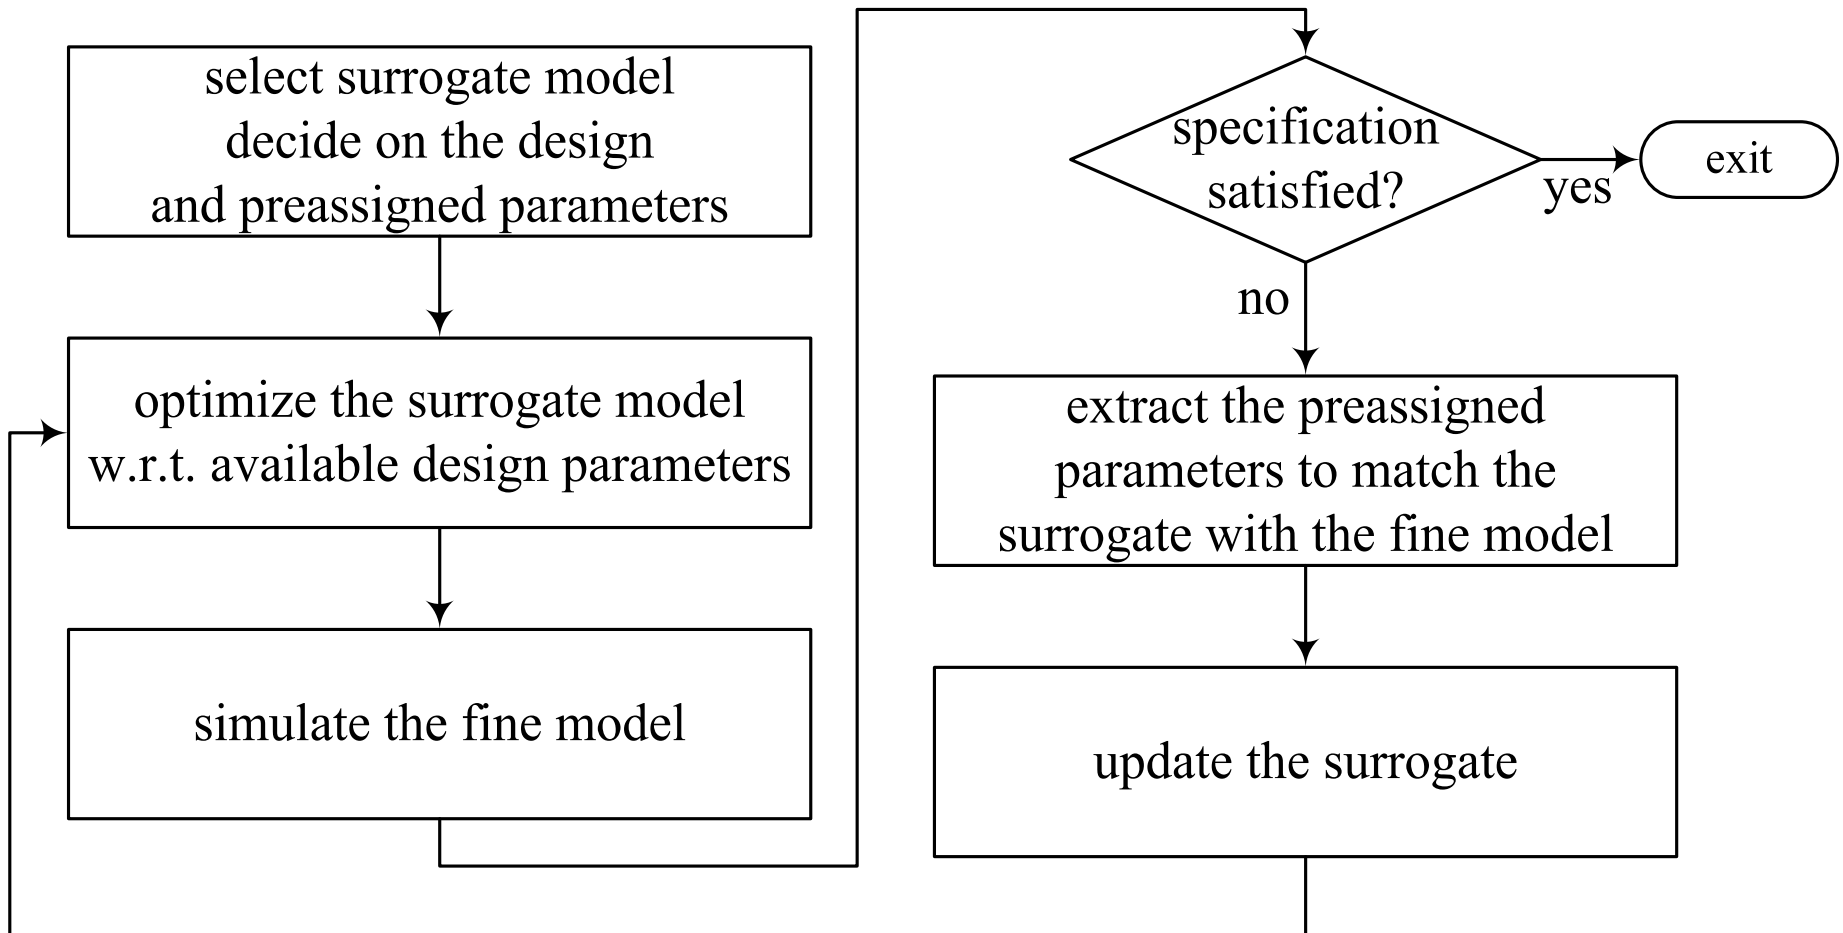 select surrogate model
decide on the design
and preassigned parameters
optimize the surrogate model
w.r.t. available design parameters
simulate the fine model
specification
satisfied?
yes
exit
no
extract the preassigned
parameters to match the
surrogate with the fine model
update the surrogate